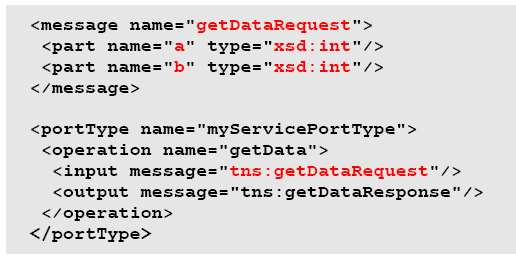 <message name="getDataRequest">
<part name="a" type="xsd:int"/>
<part name="b" type="xsd:int"/>
</message>
<portType name="myServicePortType">
<operation name="getData">
<input message="tns:getDataRequest"/>
<output message="tns:getDataResponse"/>
</operation>
</portType>